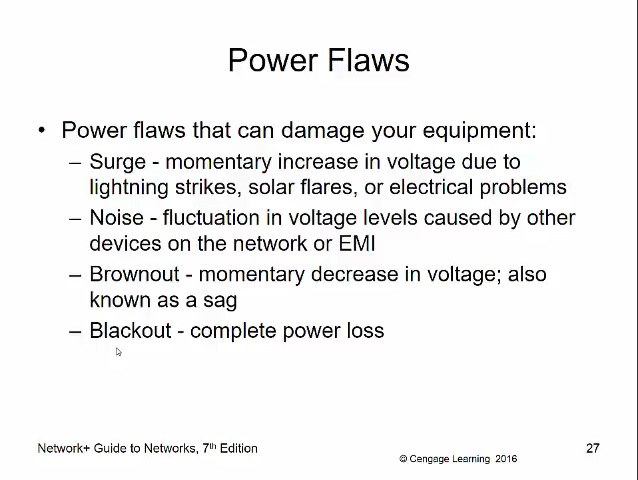 Power Flaws
• Power flaws that can damage your equipment:
– Surge - momentary increase in voltage due to
lightning strikes, solar flares, or electrical problems
– Noise - fluctuation in voltage levels caused by other
devices on the network or EMI
– Brownout - momentary decrease in voltage; also
known as a sag
– Blackout - complete power loss
Network+ Guide to Networks, 7th Edition
© Cengage Learning 2016
27